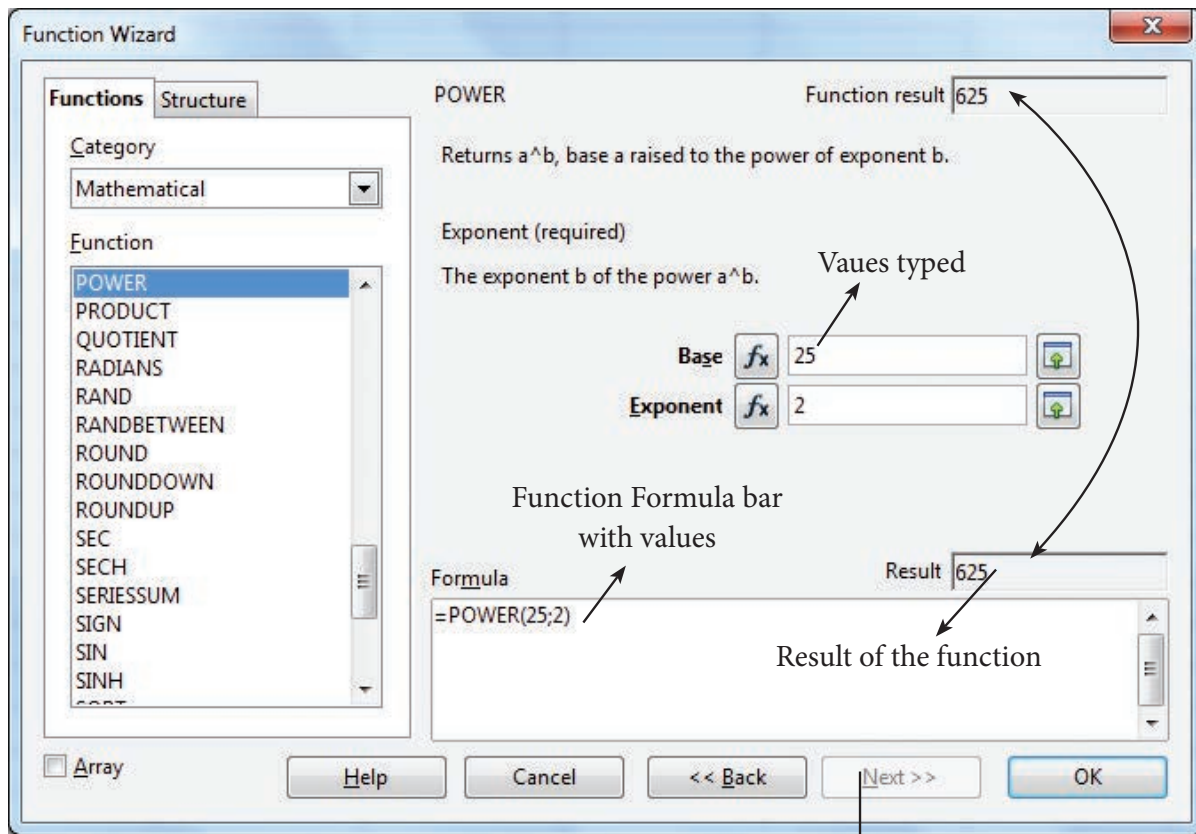 Function Wizard
Functions Structure
POWER
Function result 625
Category
Mathematical
Returns a^b, base a raised to the power of exponent b.
Function
POWER
PRODUCT
QUOTIENT
RADIANS
RAND
RANDBETWEEN
ROUND
ROUNDDOWN
ROUNDUP
SEC
SECH
SERIESSUM
SIGN
SIN
SINH
Exponent (required)
The exponent b of the power a^b.
Vaues typed
Base fx 25
Exponent fx 2
Function Formula bar
with values
Formula
Result 625
=POWER(25;2)
Result of the function
Array
Help
Cancel
<< Back
Next >>
OK